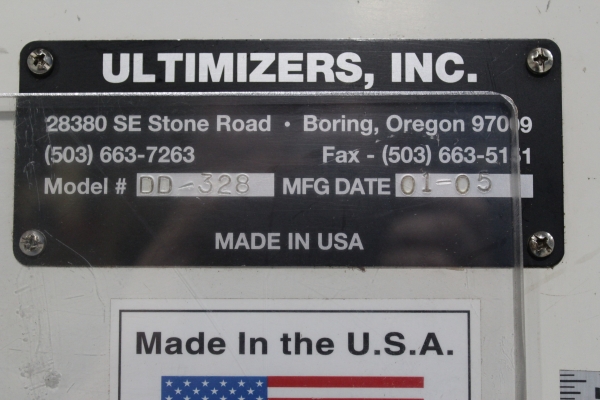 ULTIMIZERS, INC.
28380 SE Stone Road · Boring, Oregon 97009
(503) 663-7263 Fax - (503) 663-5151
Model # DD-328 MFG DATE 01-05
MADE IN USA
Made In the U.S.A.